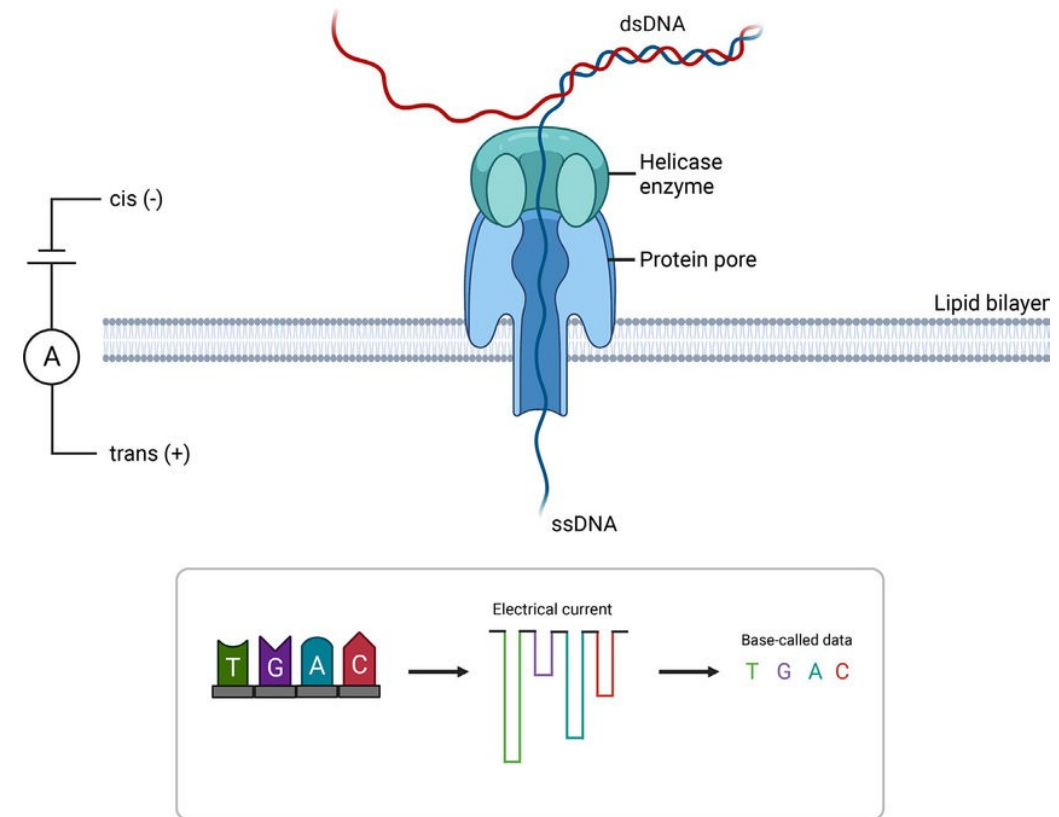 dsDNA
Helicase
enzyme
cis (-)
Protein pore
Lipid bilayer
A
trans (+)
ssDNA
Electrical current
Base-called data
T G A C
T G A C